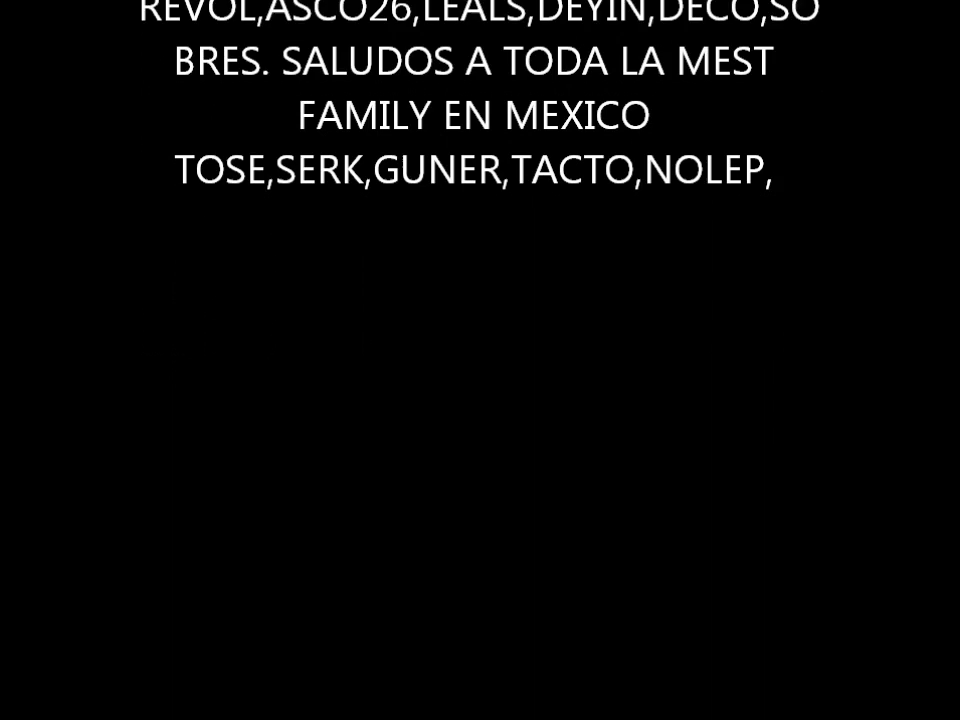 REVOL,ASCO26,LEALS,DEYIN,DECO,SO
BRES. SALUDOS A TODA LA MEST
FAMILY EN MEXICO
TOSE,SERK,GUNER,TACTO,NOLEP,